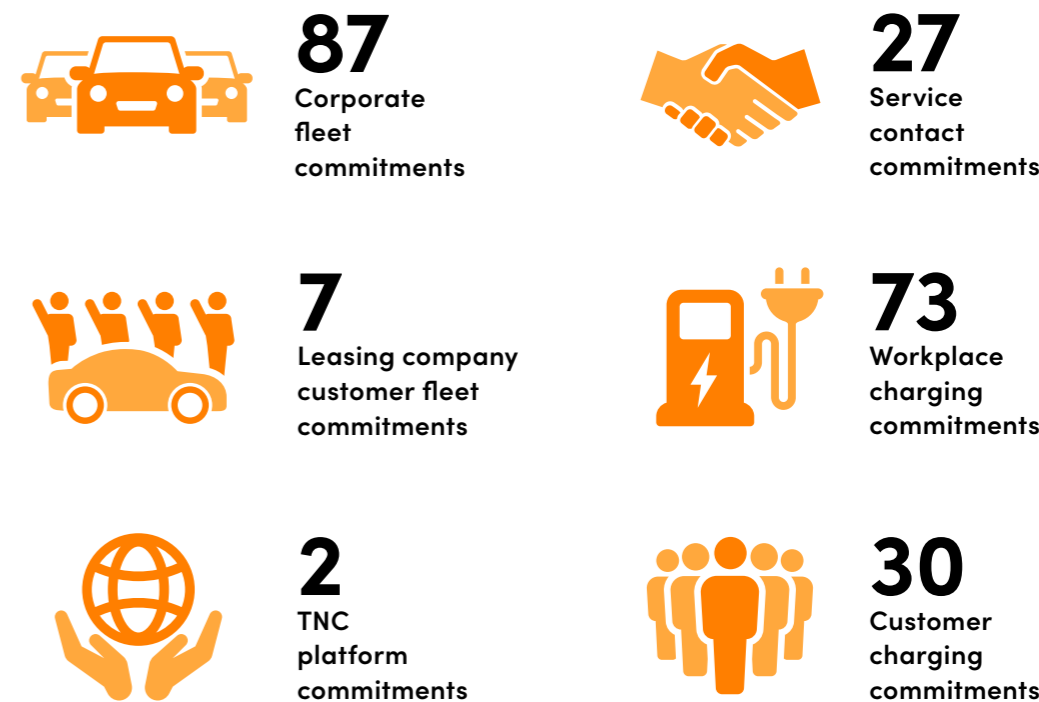 87
Corporate
fleet
commitments
27
Service
contact
commitments
7
Leasing company
customer fleet
commitments
73
Workplace
charging
commitments
2
TNC
platform
commitments
30
Customer
charging
commitments